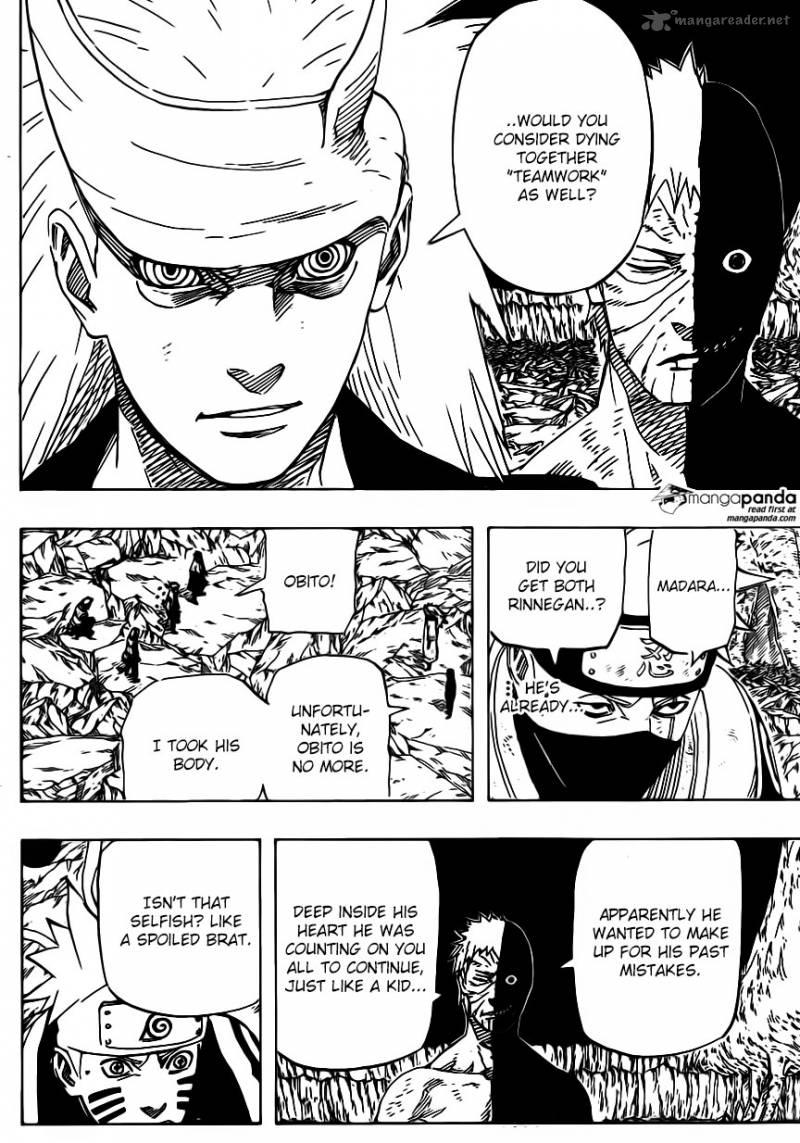 mangareader.net
..WOULD YOU
CONSIDER DYING
TOGETHER
"TEAMWORK"
AS WELL?
mangapanda
read first at
mangapanda.com
MADARA...
DID YOU
GET BOTH
RINNEGAN..?
忍
HE'S
ALREADY...
OBITO!
UNFORTU-
NATELY,
OBITO IS
NO MORE.
I TOOK HIS
BODY.
APPARENTLY HE
WANTED TO MAKE
UP FOR HIS PAST
MISTAKES.
DEEP INSIDE HIS
HEART HE WAS
COUNTING ON YOU
ALL TO CONTINUE,
JUST LIKE A KID...
ISN'T THAT
SELFISH? LIKE
A SPOILED BRAT.